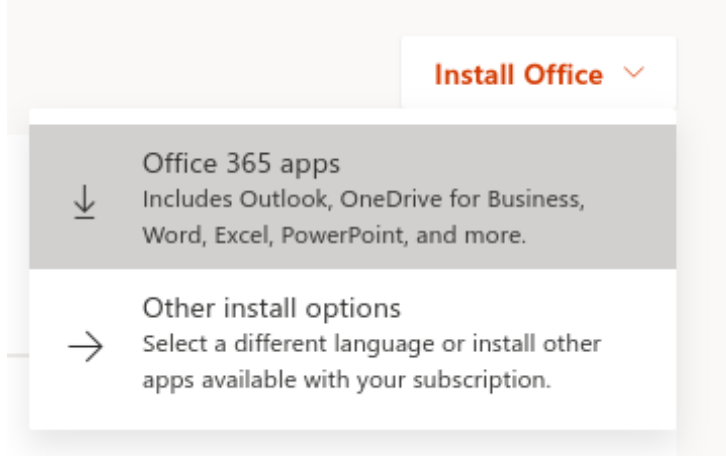 Install Office
Office 365 apps
Includes Outlook, OneDrive for Business,
Word, Excel, PowerPoint, and more.
Other install options
Select a different language or install other
apps available with your subscription.